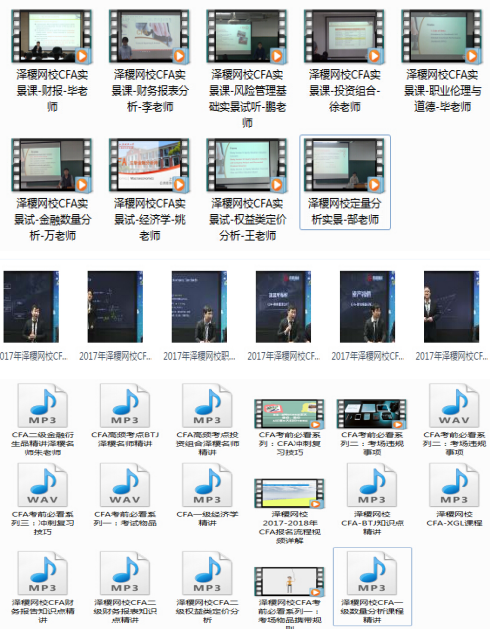 泽稷网校CFA实
景课-财报-毕老
师
泽稷网校CFA实
景课-财务报表分
析-李老师
泽稷网校CFA实
景课-风险管理基
础实景试听-鹏老
师
泽稷网校CFA实
景课-投资组合-
徐老师
泽稷网校CFA实
景课-职业伦理与
道德-毕老师
泽稷网校CFA实
景试-金融数量分
析-万老师
泽稷网校CFA实
景试-经济学-姚
老师
泽稷网校CFA实
景试-权益类定价
分析-王老师
泽稷网校定量分
析实景-郜老师
2017年泽稷网校CF...
2017年泽稷网校CF...
2017年泽稷网校职...
2017年泽稷网校CF...
2017年泽稷网校CF...
2017年泽稷网校CF...
MP3
MP3
MP3
WAV
CFA二级金融衍
生品精讲泽稷名
师朱老师
CFA高频考点BTJ
泽稷名师精讲
CFA高频考点投
资组合泽稷名师
精讲
CFA考前必看系
列：CFA冲刺复
习技巧
CFA考前必看系
列二：考场违规
事项
CFA考前必看系
列二：考场违规
事项
WAV
WAV
MP3
MP3
MP3
CFA考前必看系
列三：冲刺复习
技巧
CFA考前必看系
列一：考试物品
CFA一级经济学
精讲
泽稷网校
2017-2018年
CFA报名流程视
频详解
泽稷网校
CFA-BTJ知识点
精讲
泽稷网校
CFA-XGL课程
MP3
MP3
MP3
MP3
泽稷网校CFA财
务报告知识点精
讲
泽稷网校CFA二
级财务报表知识
点精讲
泽稷网校CFA二
级权益类定价分
析
泽稷网校CFA考
前必看系列一：
考场物品携带规
则
泽稷网校CFA一
级数量分析课程
精讲